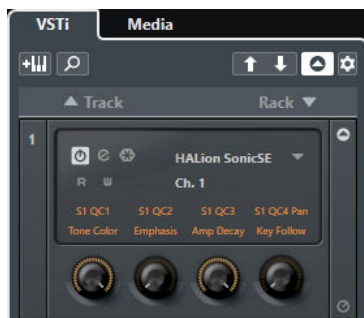 VSTi Media
Track Rack
1
HALion SonicSE
R W Ch. 1
S1 QC1 S1 QC2 S1 QC3 S1 QC4 Pan
Tone Color Emphasis Amp Decay Key Follow